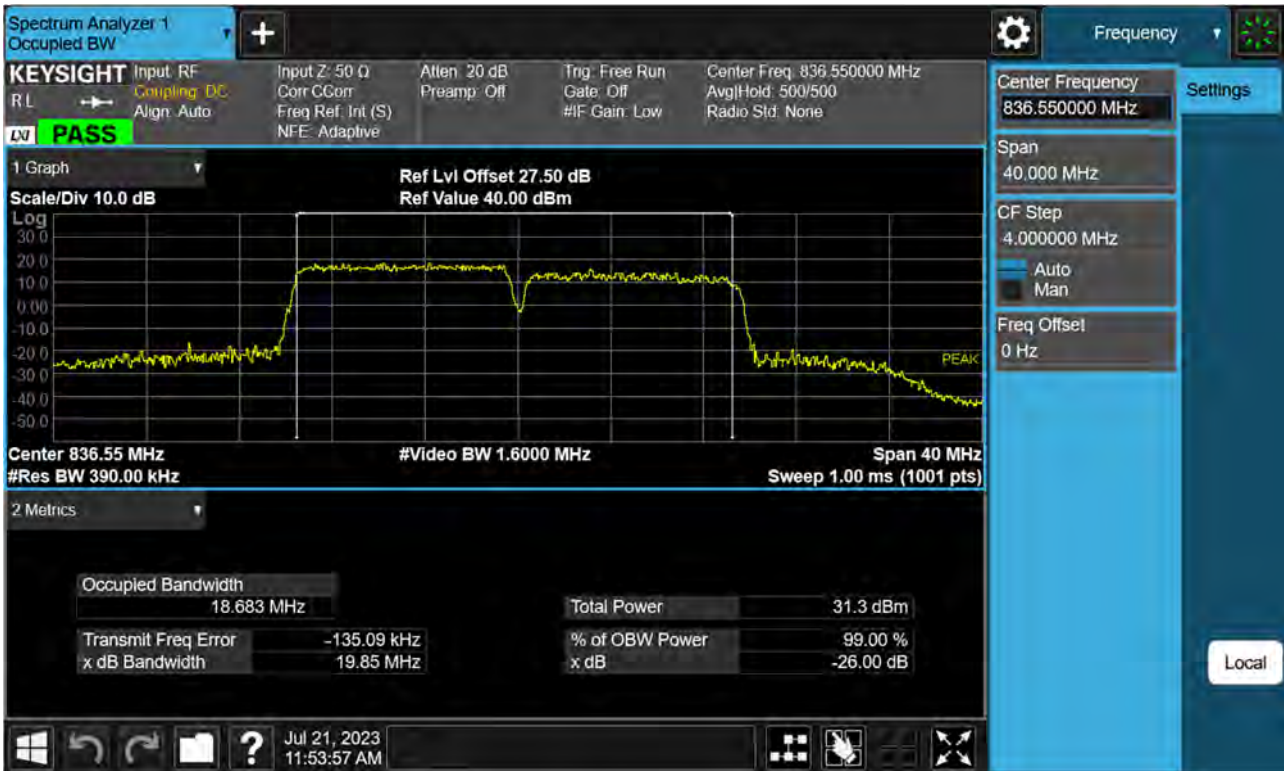 Spectrum Analyzer 1
Occupied BW
+
Frequency
KEYSIGHT
RL
LXI
PASS
Input: RF
Coupling: DC
Align: Auto
Input Z: 50 Ω
Corr CCorr
Freq Ref: Int (S)
NFE: Adaptive
Atten: 20 dB
Preamp: Off
Trig: Free Run
Gate: Off
#IF Gain: Low
Center Freq: 836.550000 MHz
Avg|Hold: 500/500
Radio Std: None
1 Graph
Scale/Div 10.0 dB
Ref Lvl Offset 27.50 dB
Ref Value 40.00 dBm
Log
30.0
20.0
10.0
0.00
-10.0
-20.0
-30.0
-40.0
-50.0
PEAK
Center 836.55 MHz
#Video BW 1.6000 MHz
Span 40 MHz
#Res BW 390.00 kHz
Sweep 1.00 ms (1001 pts)
2 Metrics
Occupied Bandwidth
18.683 MHz
Total Power 31.3 dBm
Transmit Freq Error -135.09 kHz
% of OBW Power 99.00 %
x dB Bandwidth 19.85 MHz
x dB -26.00 dB
Center Frequency
836.550000 MHz
Settings
Span
40.000 MHz
CF Step
4.000000 MHz
Auto
Man
Freq Offset
0 Hz
Local
?
Jul 21, 2023
11:53:57 AM